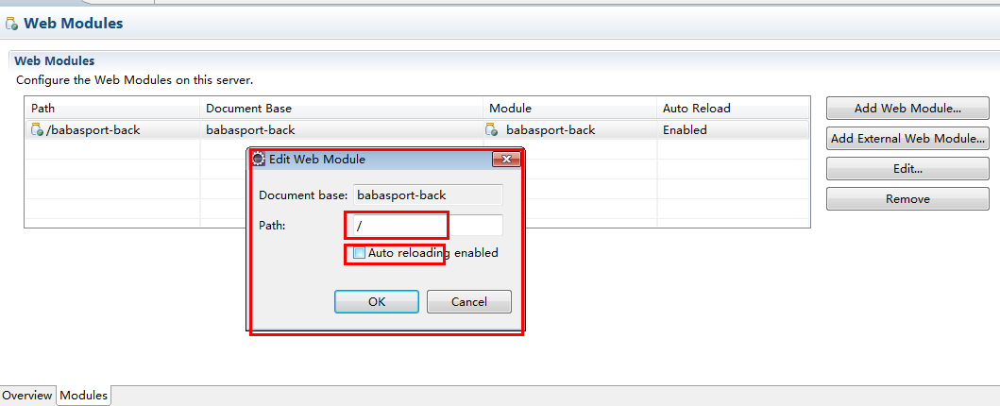 Web Modules
Web Modules
Configure the Web Modules on this server.
Path Document Base Module Auto Reload
/babasport-back babasport-back babasport-back Enabled
Add Web Module...
Add External Web Module...
Edit...
Remove
Edit Web Module
Document base: babasport-back
Path: /
Auto reloading enabled
OK Cancel
Overview Modules